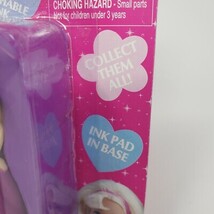 CHOKING HAZARD - Small parts
Not for children under 3 years
COLLECT
THEM
ALL!
INK PAD
IN BASE